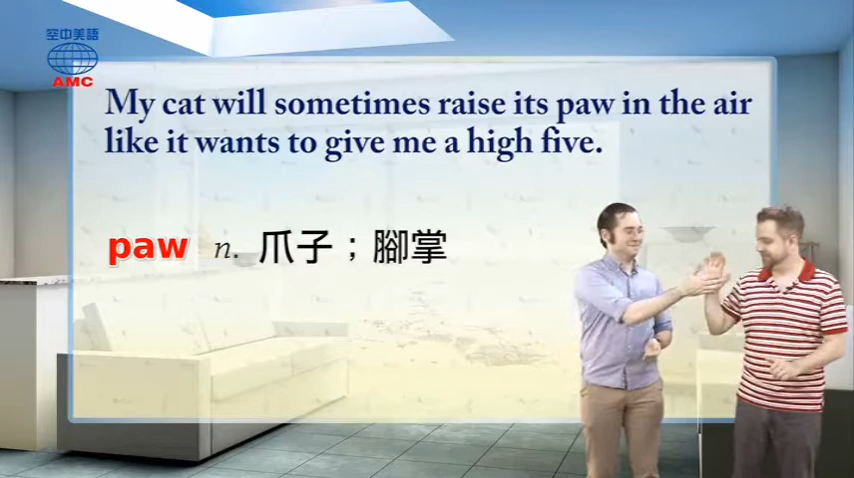 空中美語
AMC
My cat will sometimes raise its paw in the air
like it wants to give me a high five.
paw n. 爪子；腳掌